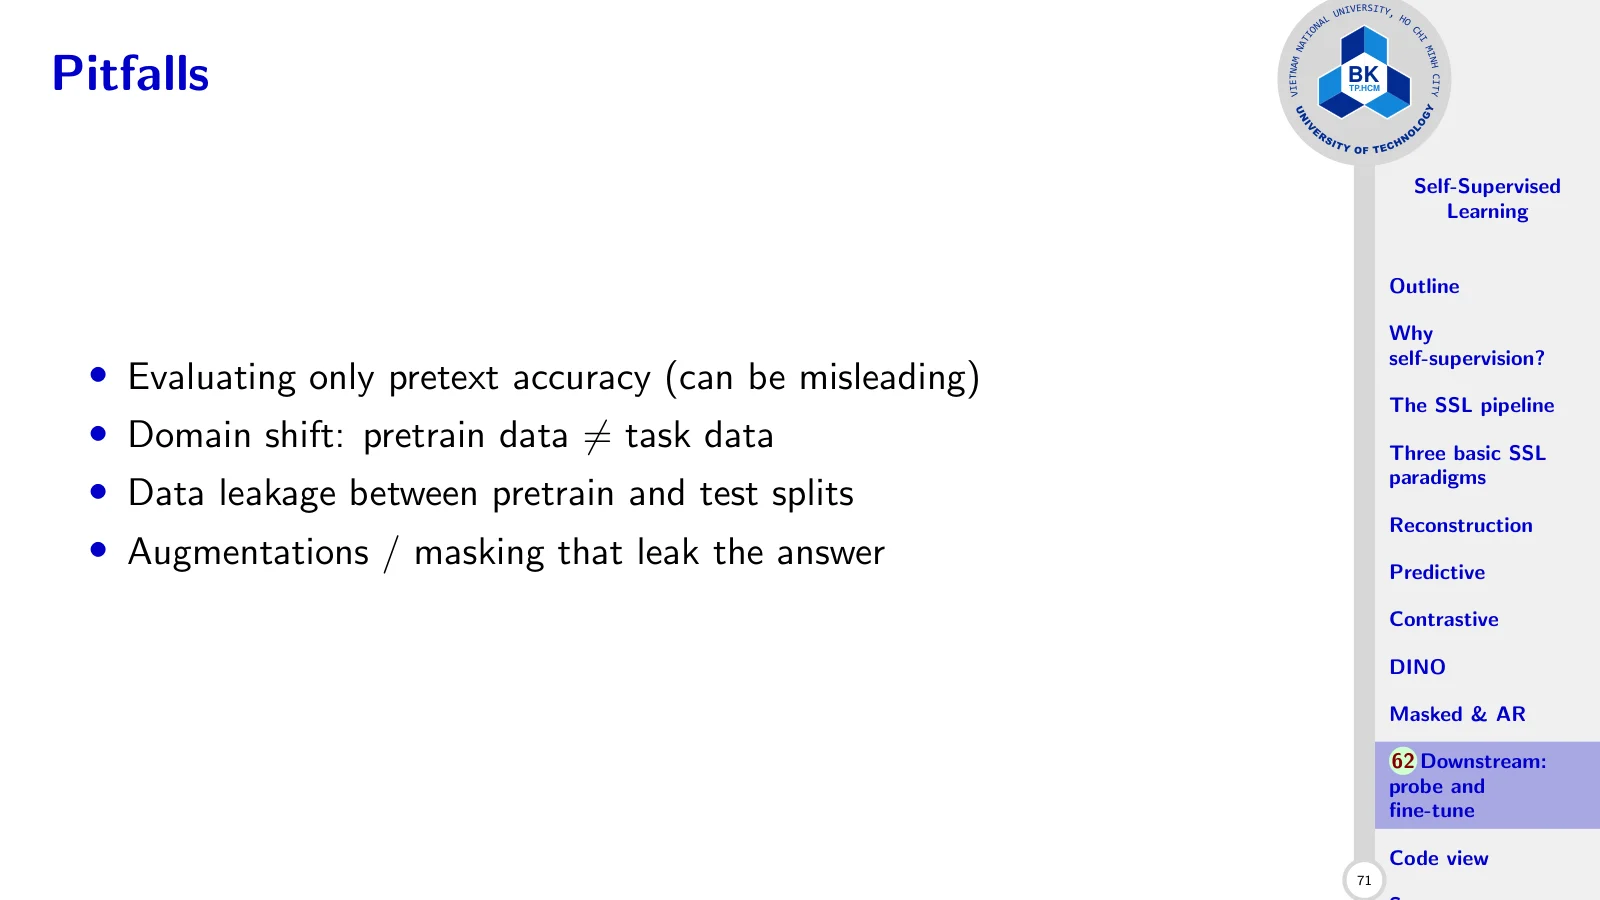 Pitfalls
• Evaluating only pretext accuracy (can be misleading)
• Domain shift: pretrain data ≠ task data
• Data leakage between pretrain and test splits
• Augmentations / masking that leak the answer
VIETNAM NATIONAL UNIVERSITY, HO CHI MINH CITY
BK
TP.HCM
UNIVERSITY OF TECHNOLOGY
Self-Supervised
Learning
Outline
Why
self-supervision?
The SSL pipeline
Three basic SSL
paradigms
Reconstruction
Predictive
Contrastive
DINO
Masked & AR
62 Downstream:
probe and
fine-tune
Code view
71